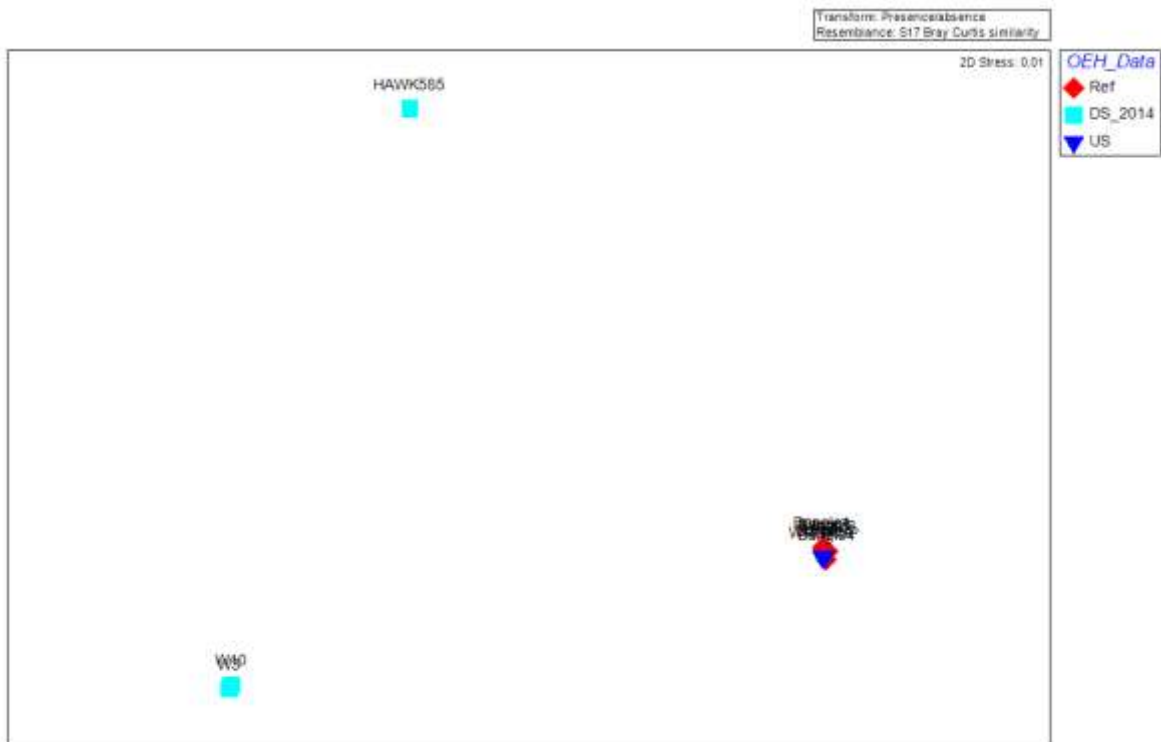 Transform: Presence/absence
Resemblance: S17 Bray Curtis similarity
2D Stress: 0.01
OEH_Data
Ref
DS_2014
US
HAWK585